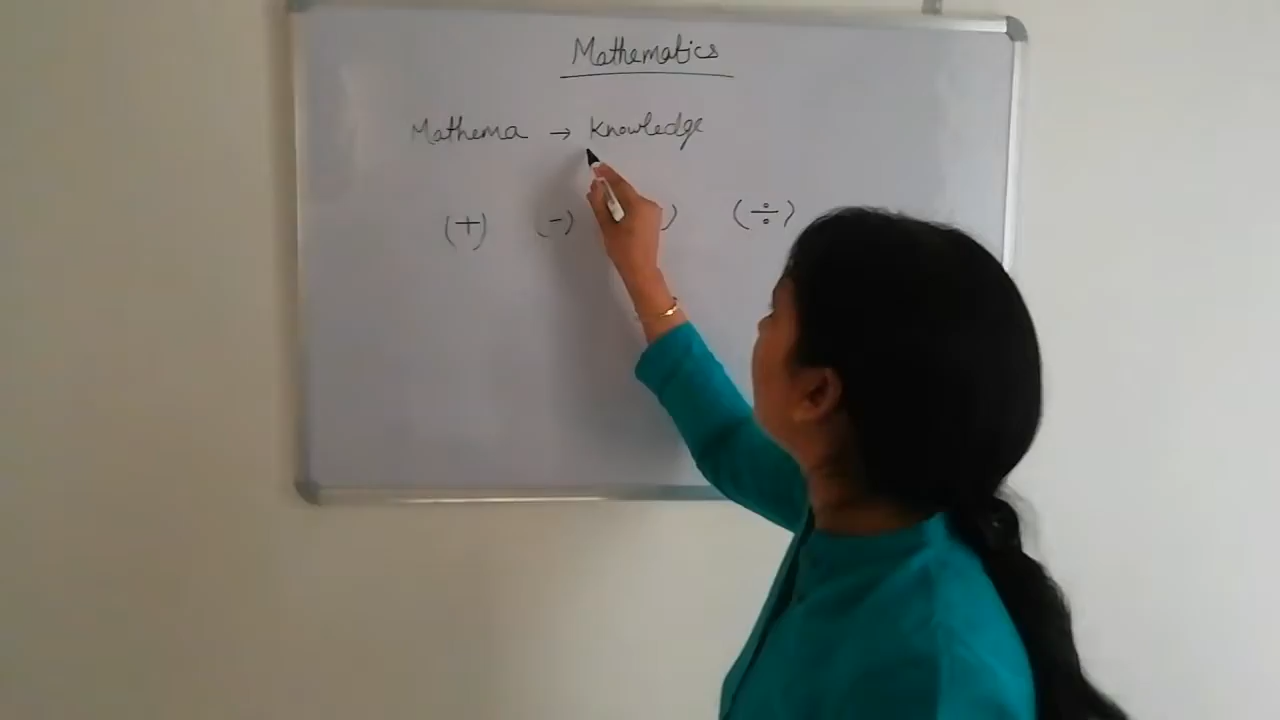 Mathematics
Mathema → Knowledge
(+) (-) ) (÷)